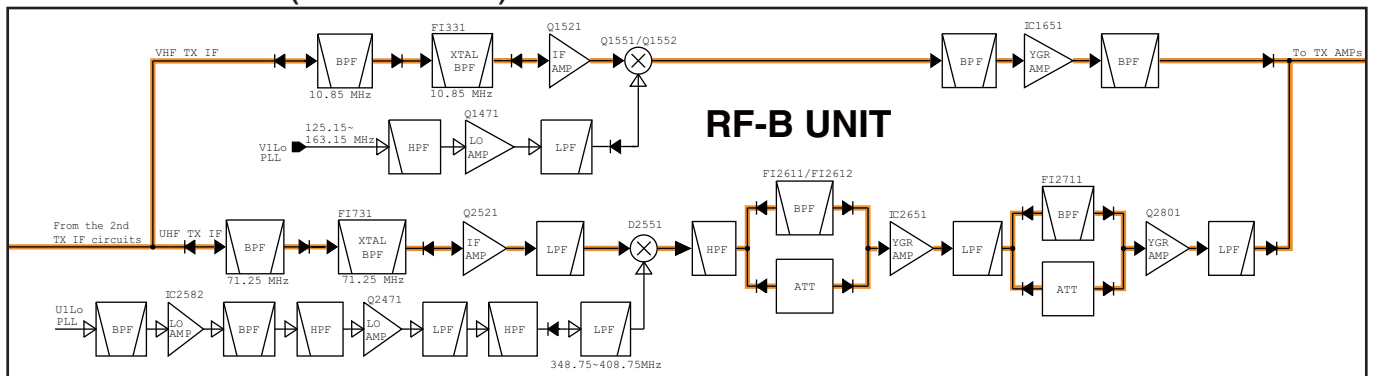 FI331
Q1521
Q1551/Q1552
IC1651
VHF TX IF
BPF
XTAL
BPF
IF
AMP
BPF
YGR
AMP
BPF
To TX AMPs
10.85 MHz
10.85 MHz
125.15~
163.15 MHz
V1Lo
PLL
HPF
Q1471
LO
AMP
LPF
RF-B UNIT
FI2611/FI2612
FI2711
From the 2nd
TX IF circuits
UHF TX IF
BPF
71.25 MHz
FI731
XTAL
BPF
71.25 MHz
Q2521
IF
AMP
LPF
D2551
HPF
BPF
ATT
IC2651
YGR
AMP
LPF
BPF
ATT
Q2801
YGR
AMP
LPF
U1Lo
PLL
BPF
IC2582
LO
AMP
BPF
HPF
Q2471
LO
AMP
LPF
HPF
LPF
348.75~408.75MHz